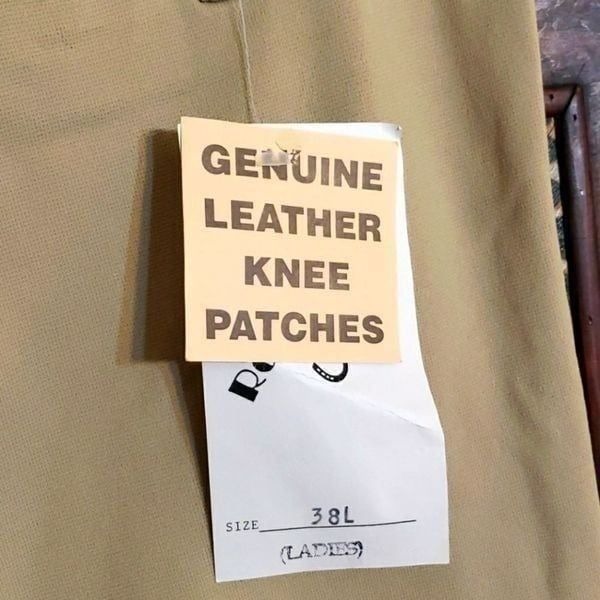 GENUINE
LEATHER
KNEE
PATCHES
SIZE 38L
(LADIES)